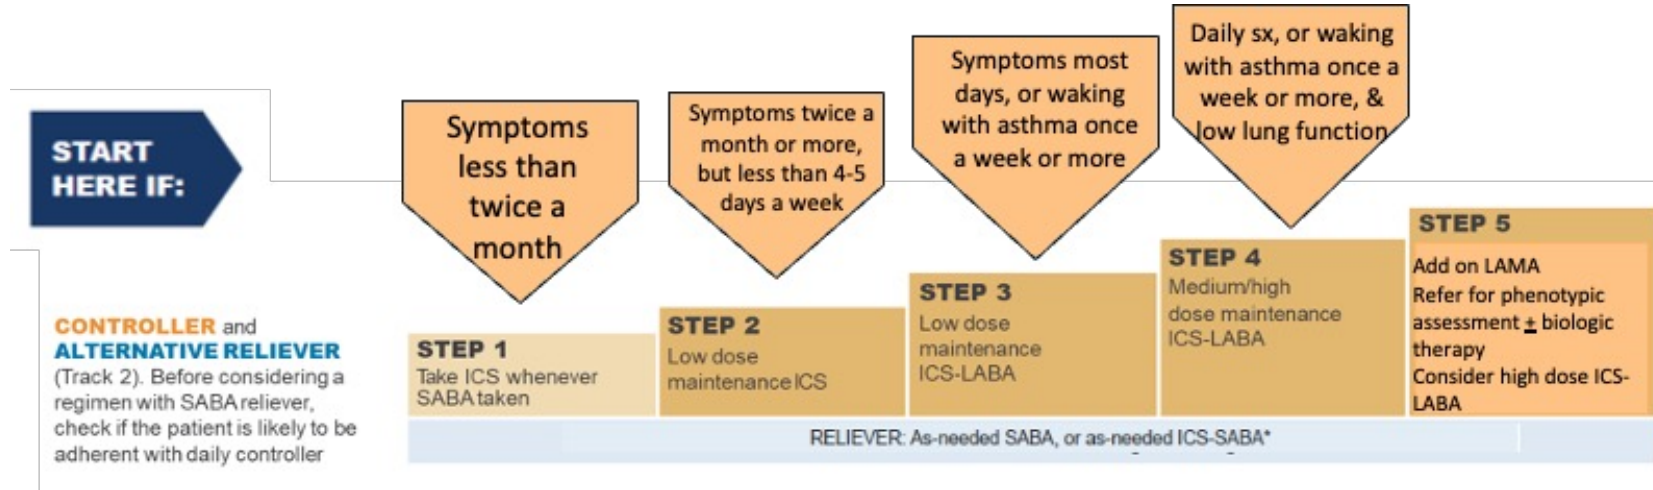 START
HERE IF:
Symptoms
less than
twice a
month
Symptoms twice a
month or more,
but less than 4-5
days a week
Symptoms most
days, or waking
with asthma once
a week or more
Daily sx, or waking
with asthma once a
week or more, &
low lung function
CONTROLLER and
ALTERNATIVE RELIEVER
(Track 2). Before considering a
regimen with SABA reliever,
check if the patient is likely to be
adherent with daily controller
STEP 1
Take ICS whenever
SABA taken
STEP 2
Low dose
maintenance ICS
STEP 3
Low dose
maintenance
ICS-LABA
STEP 4
Medium/high
dose maintenance
ICS-LABA
STEP 5
Add on LAMA
Refer for phenotypic
assessment ± biologic
therapy
Consider high dose ICS-
LABA
RELIEVER: As-needed SABA, or as-needed ICS-SABA*